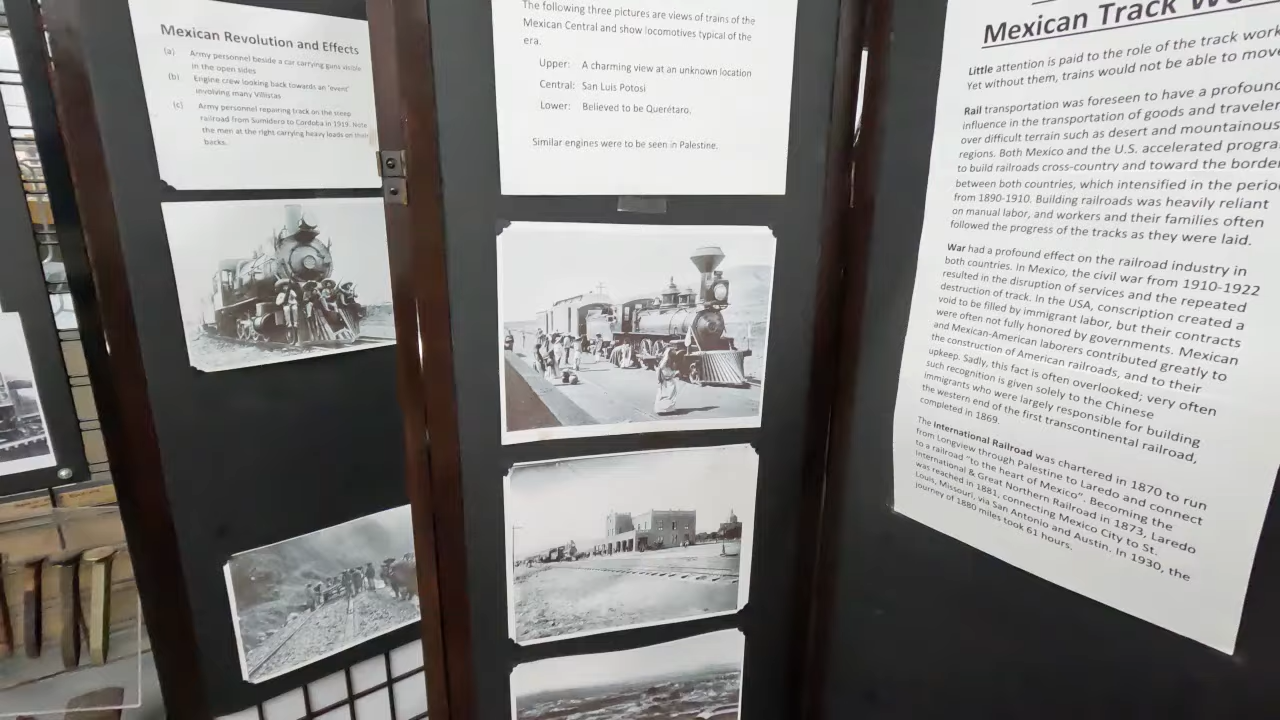 Mexican Revolution and Effects
(a) Army personnel beside a car carrying guns visible
in the open sides
(b) Engine crew looking back towards an 'event'
involving many Villistas
(c) Army personnel repairing track on the steep
railroad from Sumidero to Cordoba in 1919. Note
the men at the right carrying heavy loads on their
backs.
The following three pictures are views of trains of the
Mexican Central and show locomotives typical of the
era.
Upper: A charming view at an unknown location
Central: San Luis Potosi
Lower: Believed to be Querétaro.
Similar engines were to be seen in Palestine.
Mexican Track
Little attention is paid to the role of the track work
Yet without them, trains would not be able to move
Rail transportation was foreseen to have a profound
influence in the transportation of goods and traveler
over difficult terrain such as desert and mountainous
regions. Both Mexico and the U.S. accelerated progra
to build railroads cross-country and toward the border
between both countries, which intensified in the perio
from 1890-1910. Building railroads was heavily reliant
on manual labor, and workers and their families often
followed the progress of the tracks as they were laid.
War had a profound effect on the railroad industry in
both countries. In Mexico, the civil war from 1910-1922
resulted in the disruption of services and the repeated
destruction of track. In the USA, conscription created a
void to be filled by immigrant labor, but their contracts
were often not fully honored by governments. Mexican
and Mexican-American laborers contributed greatly to
the construction of American railroads, and to their
upkeep. Sadly, this fact is often overlooked; very often
such recognition is given solely to the Chinese
immigrants who were largely responsible for building
the western end of the first transcontinental railroad,
completed in 1869.
The International Railroad was chartered in 1870 to run
from Longview through Palestine to Laredo and connect
to a railroad "to the heart of Mexico". Becoming the
International & Great Northern Railroad in 1873, Laredo
was reached in 1881, connecting Mexico City to St.
Louis, Missouri, via San Antonio and Austin. In 1930, the
journey of 1880 miles took 61 hours.